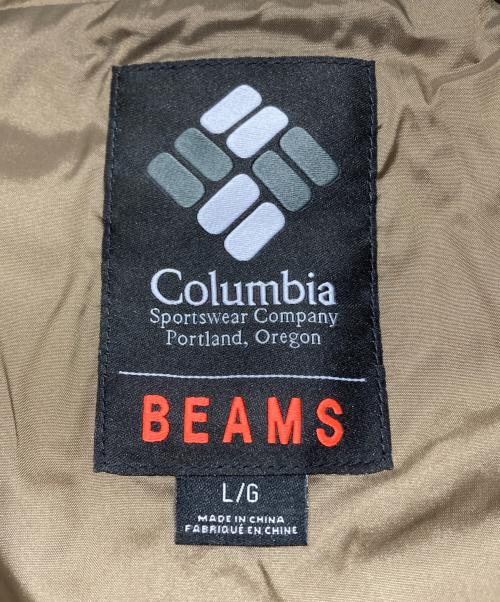 Columbia
Sportswear Company
Portland, Oregon
BEAMS
L/G
MADE IN CHINA
FABRIQUÉ EN CHINE